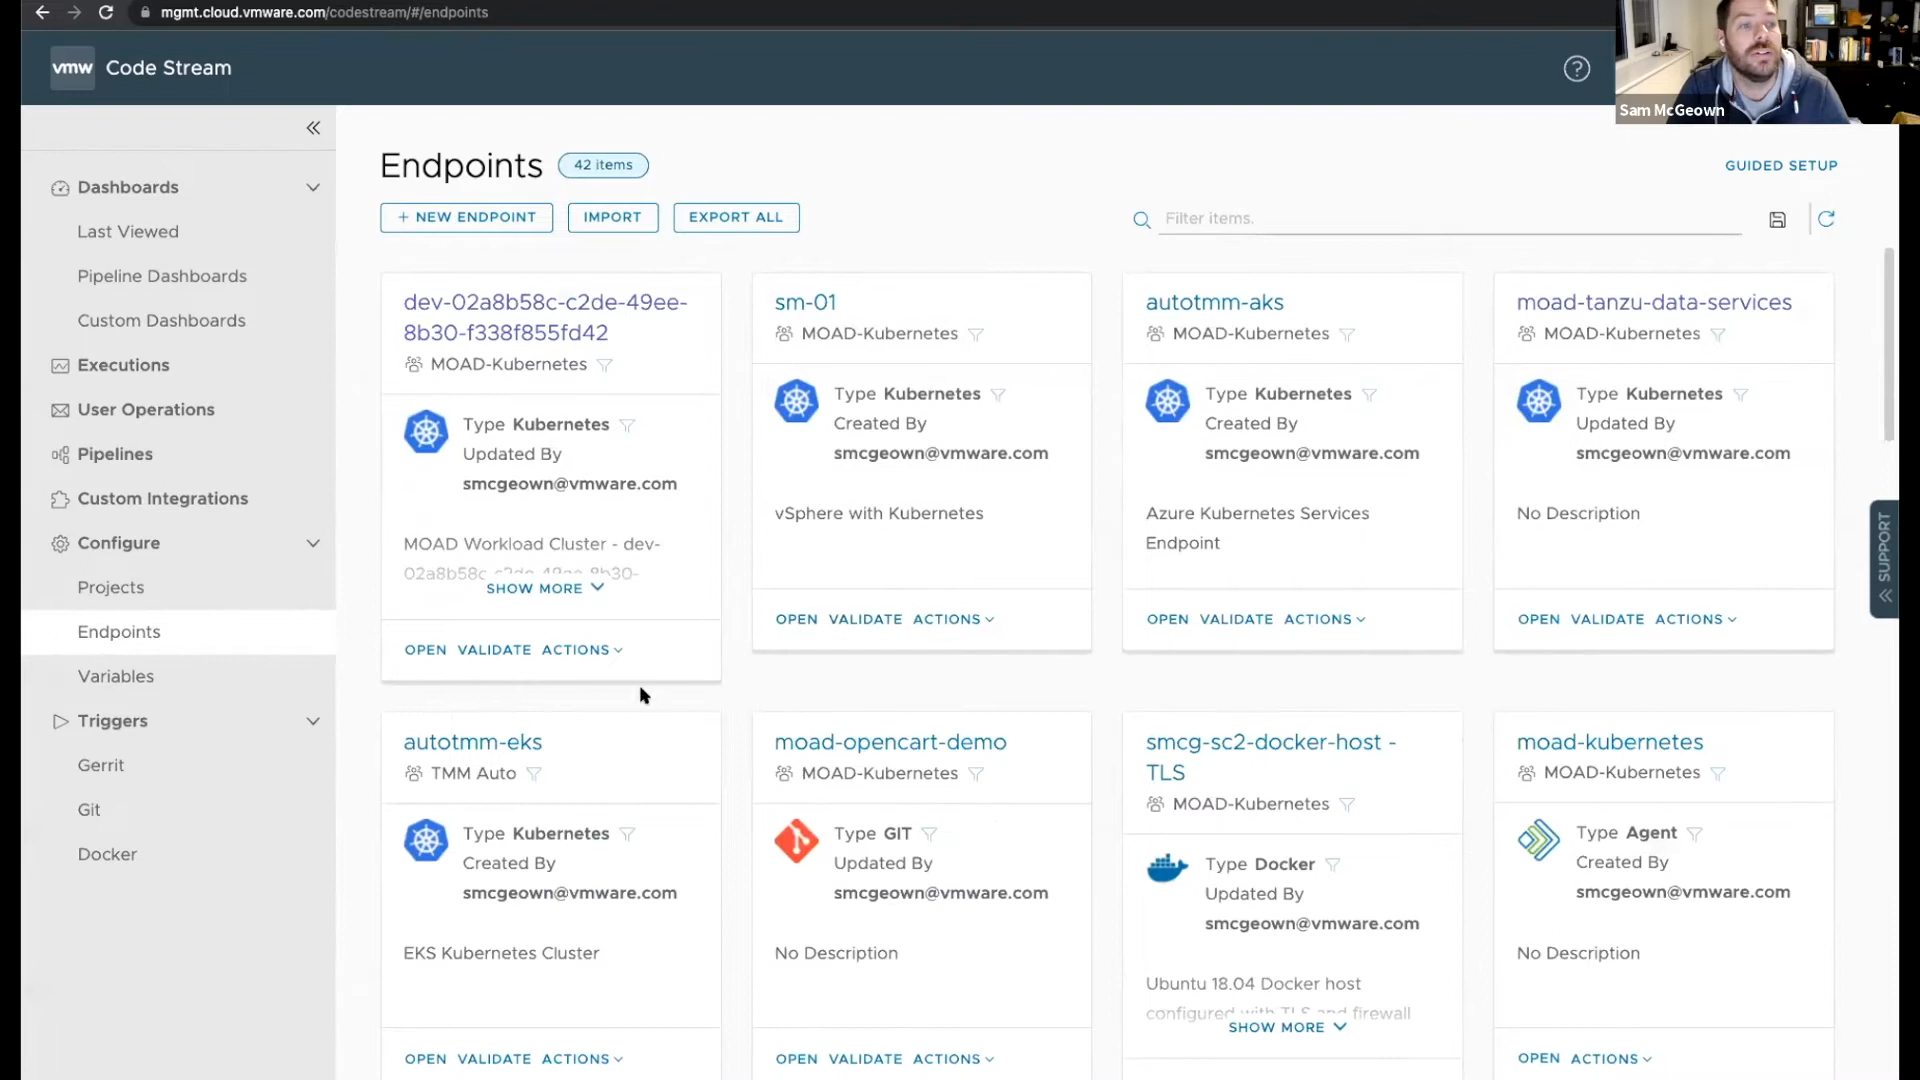 mgmt.cloud.vmware.com/codestream/#/endpoints
vmw Code Stream
Sam McGeown
Dashboards
Last Viewed
Pipeline Dashboards
Custom Dashboards
Executions
User Operations
Pipelines
Custom Integrations
Configure
Projects
Endpoints
Variables
Triggers
Gerrit
Git
Docker
Endpoints 42 items
GUIDED SETUP
+ NEW ENDPOINT IMPORT EXPORT ALL
Filter items.
dev-02a8b58c-c2de-49ee-
8b30-f338f855fd42
MOAD-Kubernetes
Type Kubernetes
Updated By
smcgeown@vmware.com
MOAD Workload Cluster - dev-
02a8b58c-c2de-49ee-8b30-
SHOW MORE
OPEN VALIDATE ACTIONS
sm-01
MOAD-Kubernetes
Type Kubernetes
Created By
smcgeown@vmware.com
vSphere with Kubernetes
OPEN VALIDATE ACTIONS
autotmm-aks
MOAD-Kubernetes
Type Kubernetes
Created By
smcgeown@vmware.com
Azure Kubernetes Services
Endpoint
OPEN VALIDATE ACTIONS
moad-tanzu-data-services
MOAD-Kubernetes
Type Kubernetes
Updated By
smcgeown@vmware.com
No Description
OPEN VALIDATE ACTIONS
SUPPORT
autotmm-eks
TMM Auto
Type Kubernetes
Created By
smcgeown@vmware.com
EKS Kubernetes Cluster
OPEN VALIDATE ACTIONS
moad-opencart-demo
MOAD-Kubernetes
Type GIT
Updated By
smcgeown@vmware.com
No Description
OPEN VALIDATE ACTIONS
smcg-sc2-docker-host -
TLS
MOAD-Kubernetes
Type Docker
Updated By
smcgeown@vmware.com
Ubuntu 18.04 Docker host
configured with TLS and firewall
SHOW MORE
moad-kubernetes
MOAD-Kubernetes
Type Agent
Created By
smcgeown@vmware.com
No Description
OPEN ACTIONS